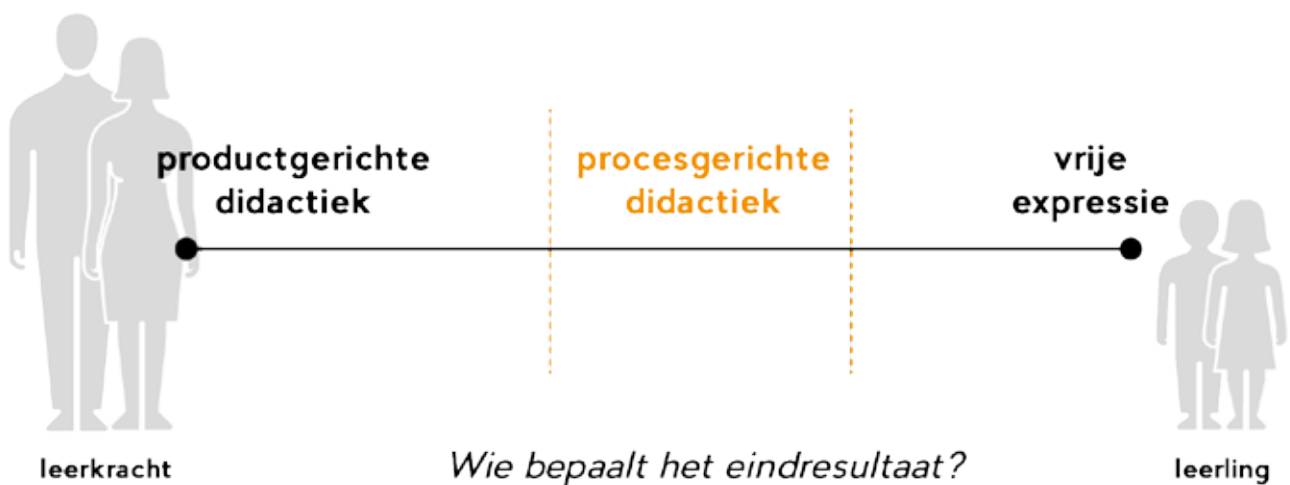 productgerichte
didactiek
procesgerichte
didactiek
vrije
expressie
leerkracht
Wie bepaalt het eindresultaat?
leerling